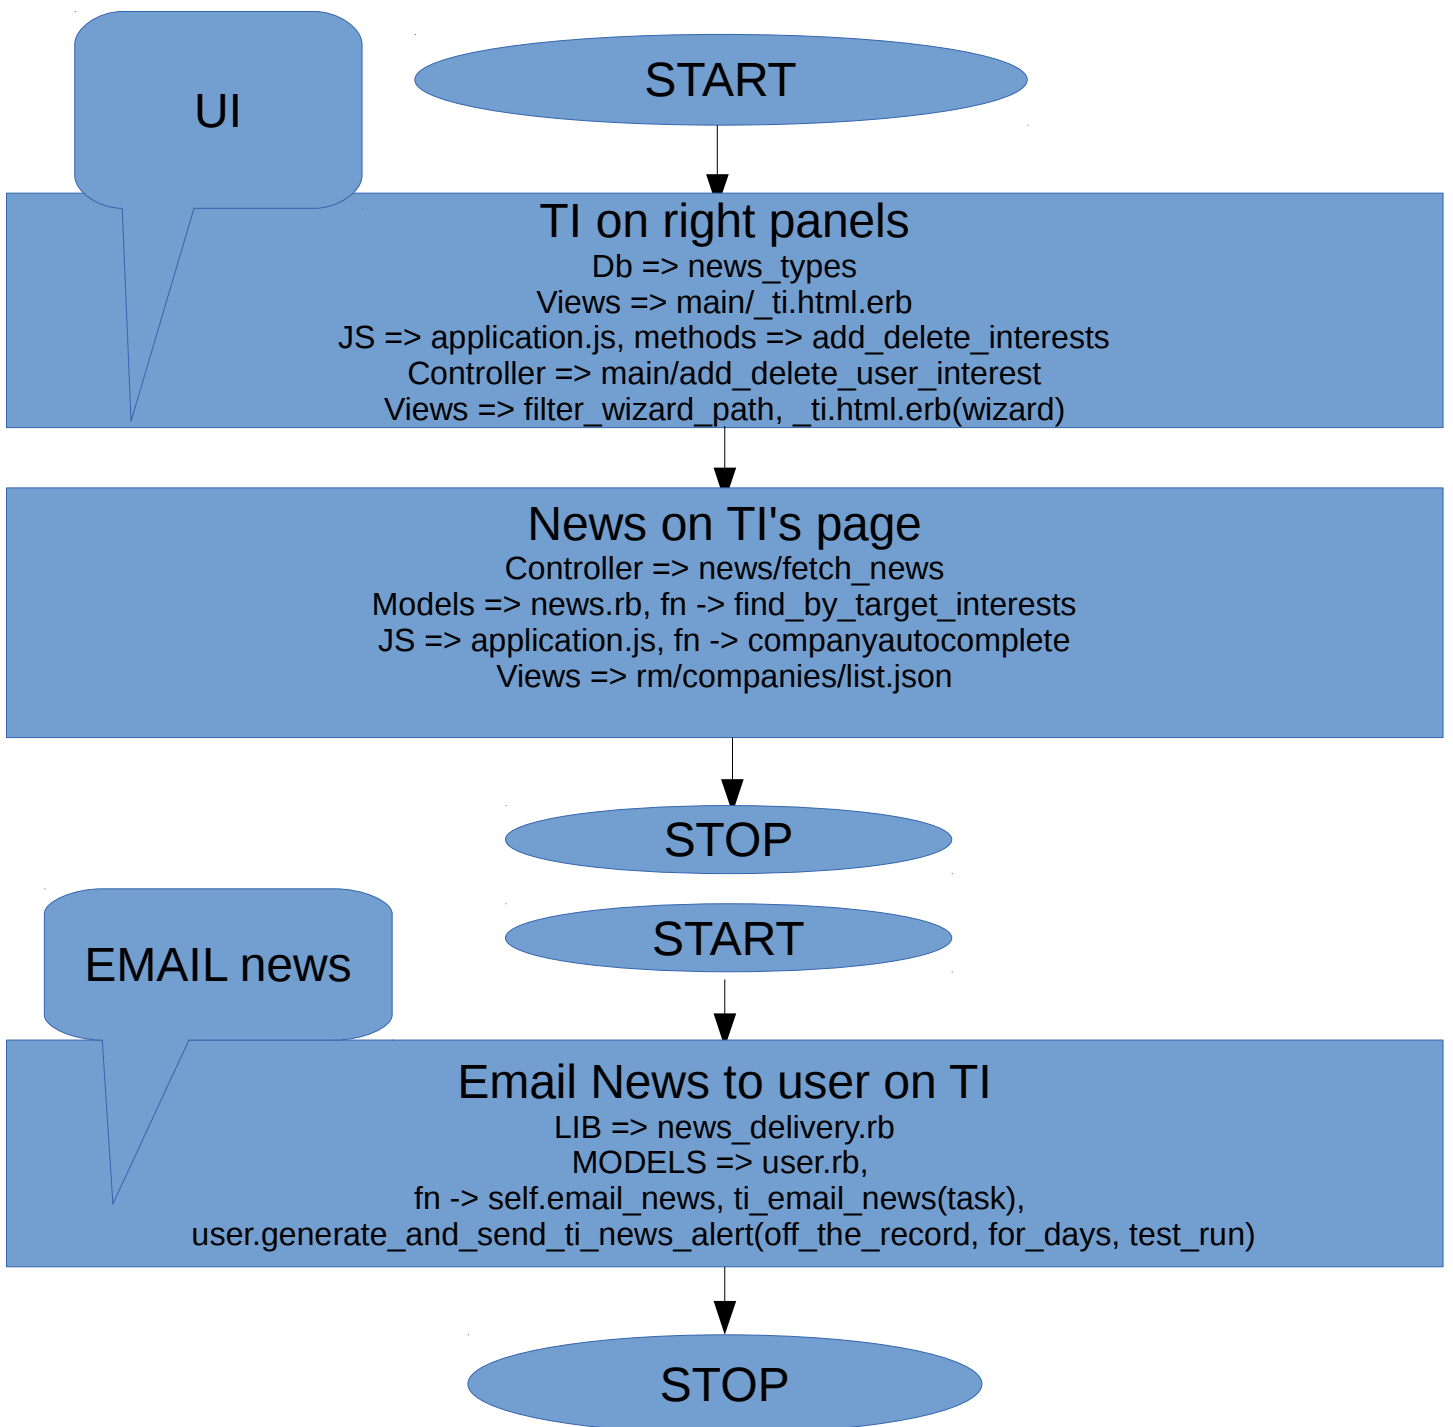 UI
START
TI on right panels
Db => news_types
Views => main/_ti.html.erb
JS => application.js, methods => add_delete_interests
Controller => main/add_delete_user_interest
Views => filter_wizard_path, _ti.html.erb(wizard)
News on TI's page
Controller => news/fetch_news
Models => news.rb, fn -> find_by_target_interests
JS => application.js, fn -> companyautocomplete
Views => rm/companies/list.json
STOP
START
EMAIL news
Email News to user on TI
LIB => news_delivery.rb
MODELS => user.rb,
fn -> self.email_news, ti_email_news(task),
user.generate_and_send_ti_news_alert(off_the_record, for_days, test_run)
STOP